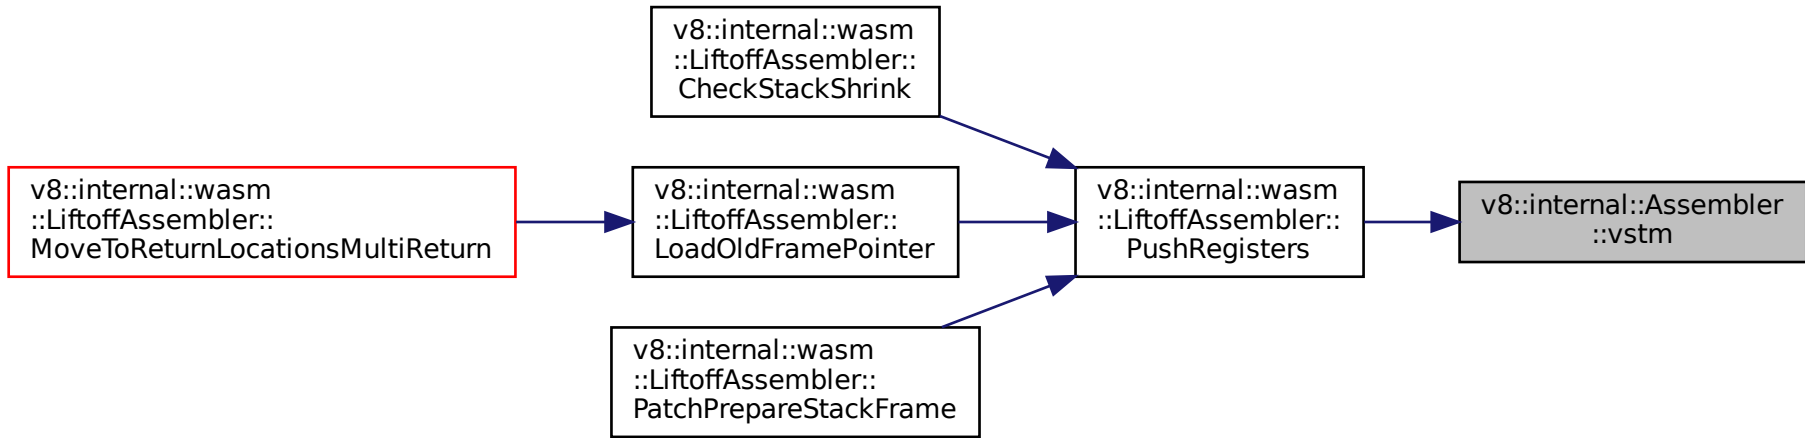 v8::internal::wasm
::LiftoffAssembler::
CheckStackShrink
v8::internal::wasm
::LiftoffAssembler::
MoveToReturnLocationsMultiReturn
v8::internal::wasm
::LiftoffAssembler::
LoadOldFramePointer
v8::internal::wasm
::LiftoffAssembler::
PushRegisters
v8::internal::Assembler
::vstm
v8::internal::wasm
::LiftoffAssembler::
PatchPrepareStackFrame